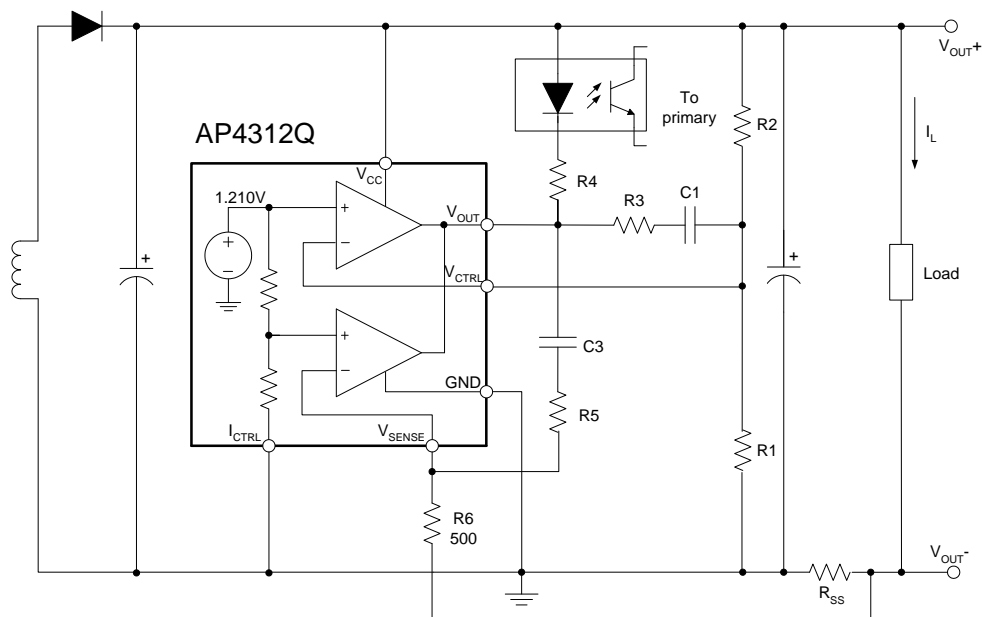 V_OUT+
To
primary
R2
I_L
AP4312Q
V_CC
R4
C1
R3
1.210V
+
V_OUT
+
−
+
−
V_CTRL
+
Load
+
−
C3
GND
R5
I_CTRL
V_SENSE
R1
R6
500
V_OUT-
R_SS